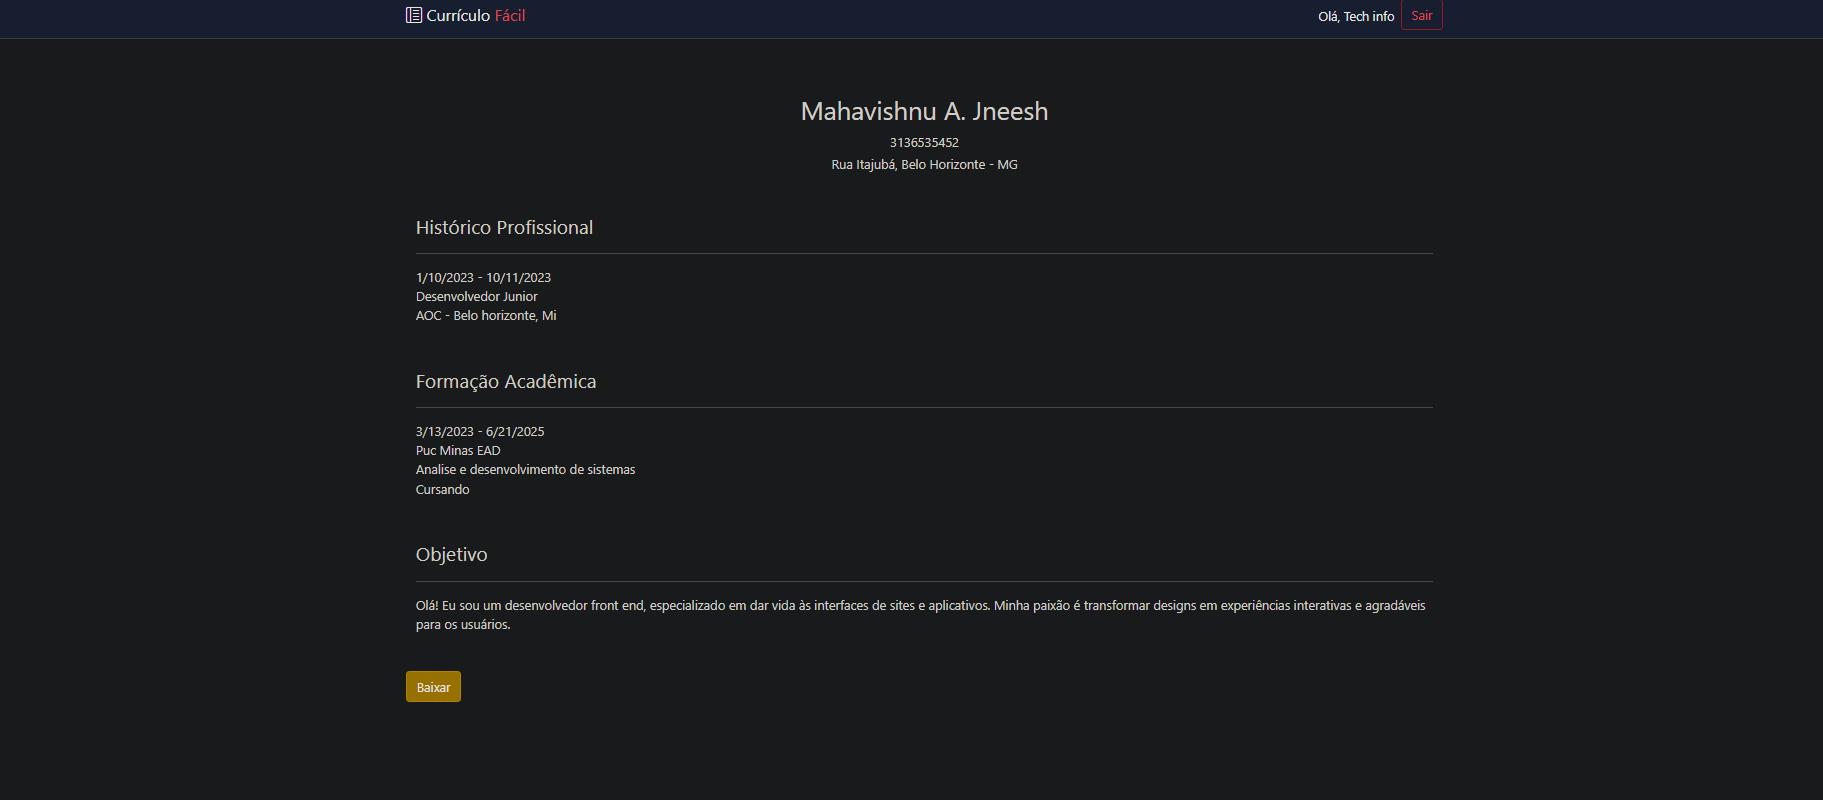 Currículo Fácil
Olá, Tech info
Sair
Mahavishnu A. Jneesh
3136535452
Rua Itajubá, Belo Horizonte - MG
Histórico Profissional
1/10/2023 - 10/11/2023
Desenvolvedor Junior
AOC - Belo horizonte, Mi
Formação Acadêmica
3/13/2023 - 6/21/2025
Puc Minas EAD
Analise e desenvolvimento de sistemas
Cursando
Objetivo
Olá! Eu sou um desenvolvedor front end, especializado em dar vida às interfaces de sites e aplicativos. Minha paixão é transformar designs em experiências interativas e agradáveis
para os usuários.
Baixar